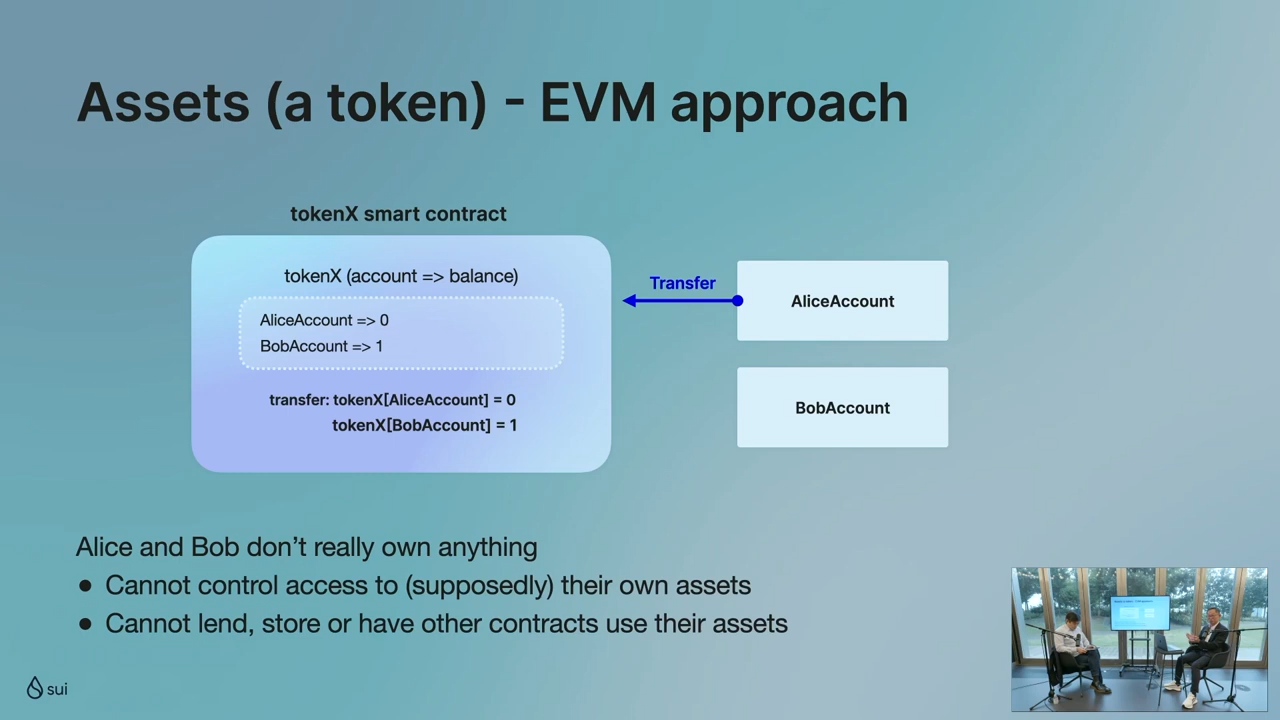 Assets (a token) - EVM approach
tokenX smart contract
tokenX (account => balance)
AliceAccount => 0
BobAccount => 1
transfer: tokenX[AliceAccount] = 0
tokenX[BobAccount] = 1
Transfer
AliceAccount
BobAccount
Alice and Bob don’t really own anything
● Cannot control access to (supposedly) their own assets
● Cannot lend, store or have other contracts use their assets
sui